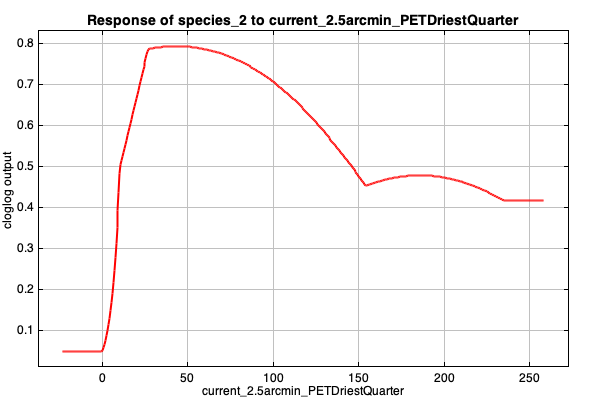 Response of species_2 to current_2.5arcmin_PETDriestQuarter
cloglog output
0.8
0.7
0.6
0.5
0.4
0.3
0.2
0.1
0 50 100 150 200 250
current_2.5arcmin_PETDriestQuarter